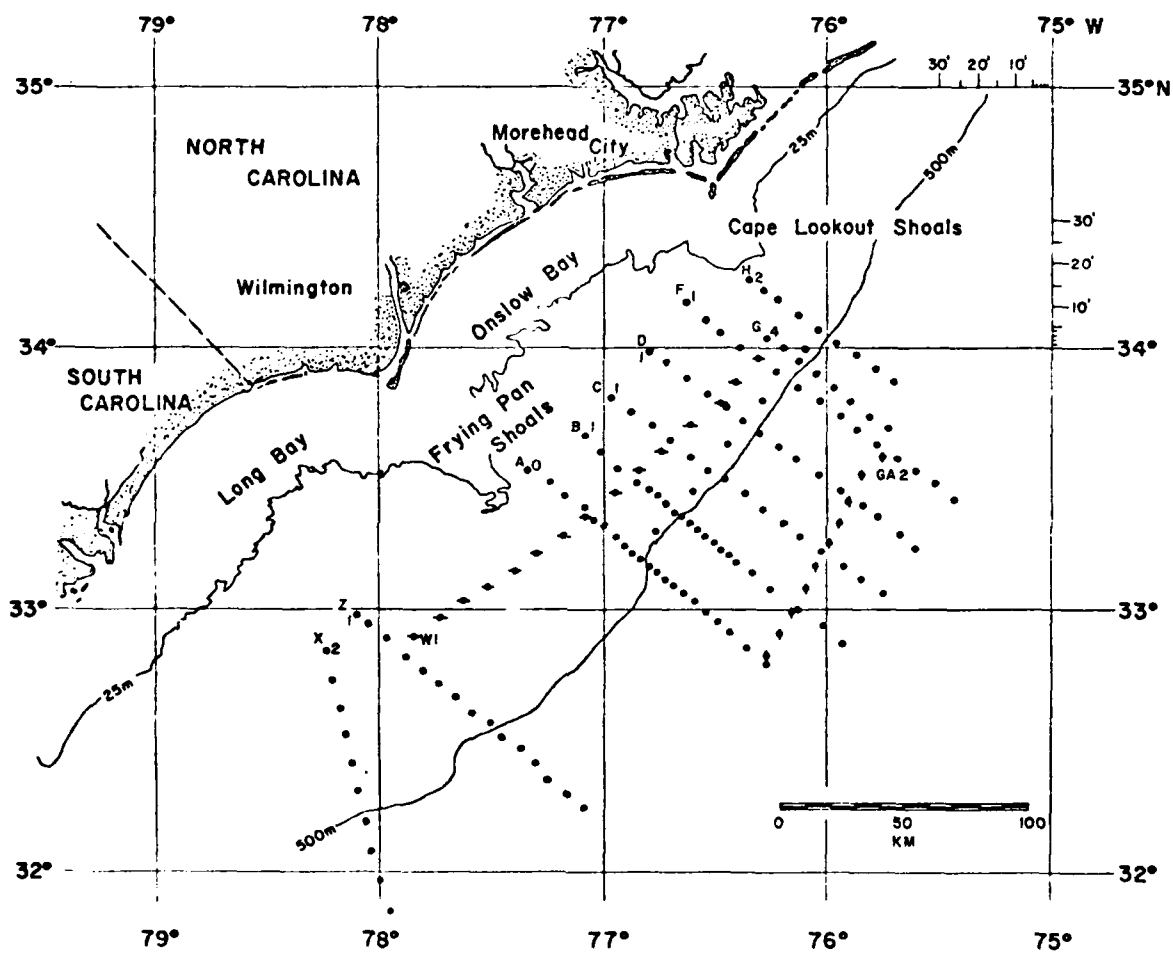 79° 78° 77° 76° 75° W
30' 20' 10'
35° 35°N
NORTH
CAROLINA
Morehead
City
25m
500m
Cape Lookout Shoals
30'
20'
10'
Wilmington
Onslow Bay
H 2
F 1
G 4
34° 34°
D
1
SOUTH
CAROLINA
C 1
Frying Pan
Shoals
B 1
A 0
Long Bay
GA 2
33° 33°
Z
1
W1
X
2
25m
500m
0 50 100
KM
32° 32°
79° 78° 77° 76° 75°